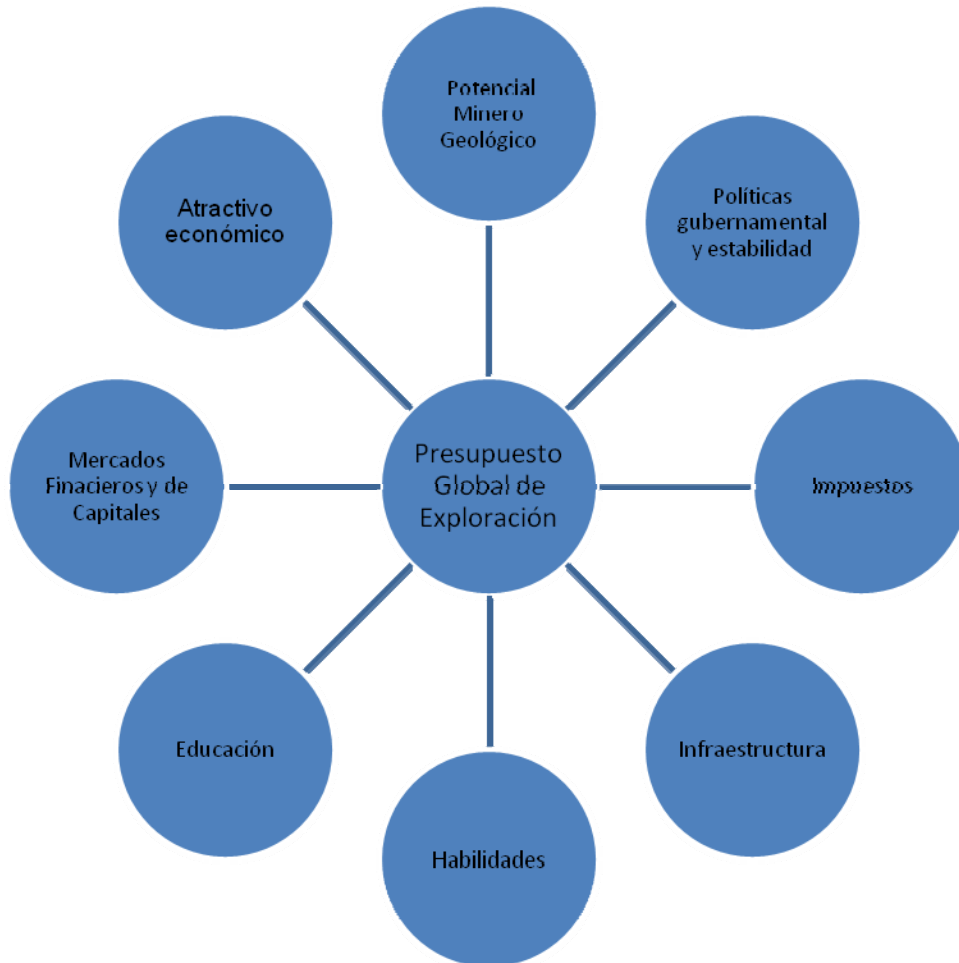 Potencial
Minero
Geológico
Políticas
gubernamental
y estabilidad
Impuestos
Infraestructura
Habilidades
Educación
Mercados
Finacieros y de
Capitales
Atractivo
económico
Presupuesto
Global de
Exploración